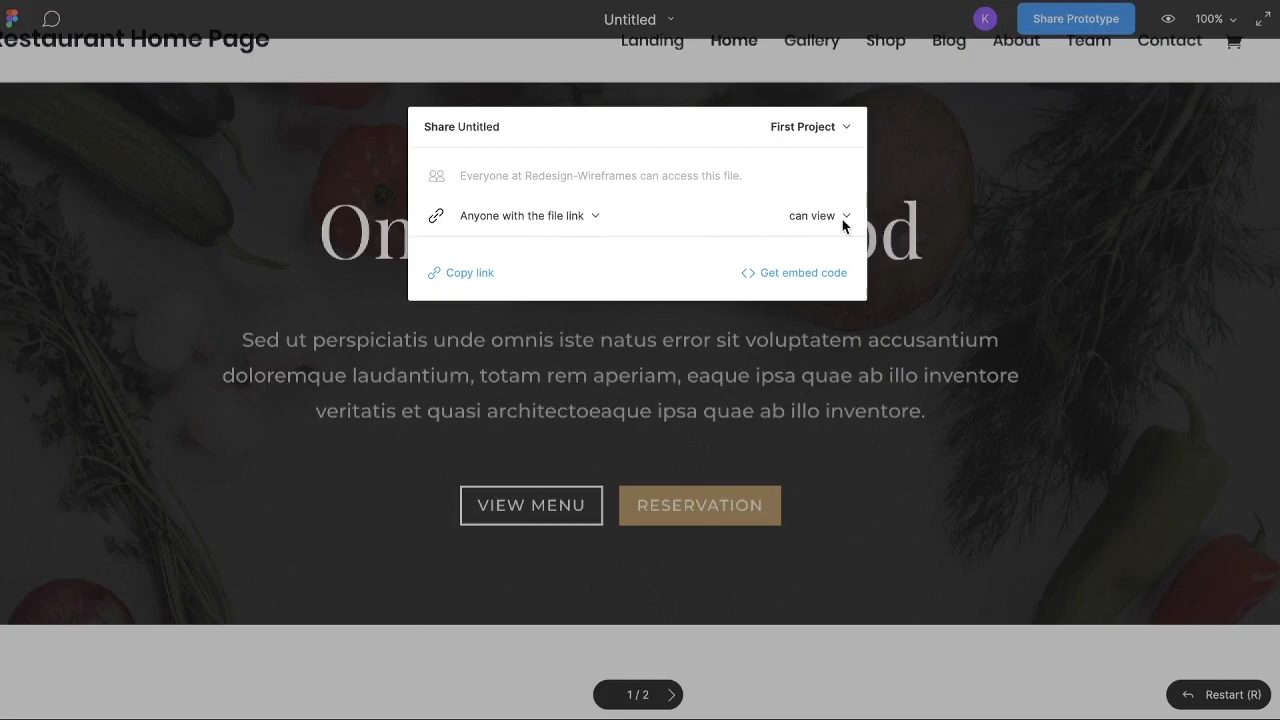 Untitled
K
Share Prototype
100%
Restaurant Home Page
Landing Home Gallery Shop Blog About Team Contact
Share Untitled
First Project
Everyone at Redesign-Wireframes can access this file.
Anyone with the file link
can view
Copy link
Get embed code
Sed ut perspiciatis unde omnis iste natus error sit voluptatem accusantium
doloremque laudantium, totam rem aperiam, eaque ipsa quae ab illo inventore
veritatis et quasi architectoeaque ipsa quae ab illo inventore.
VIEW MENU
RESERVATION
1 / 2
Restart (R)